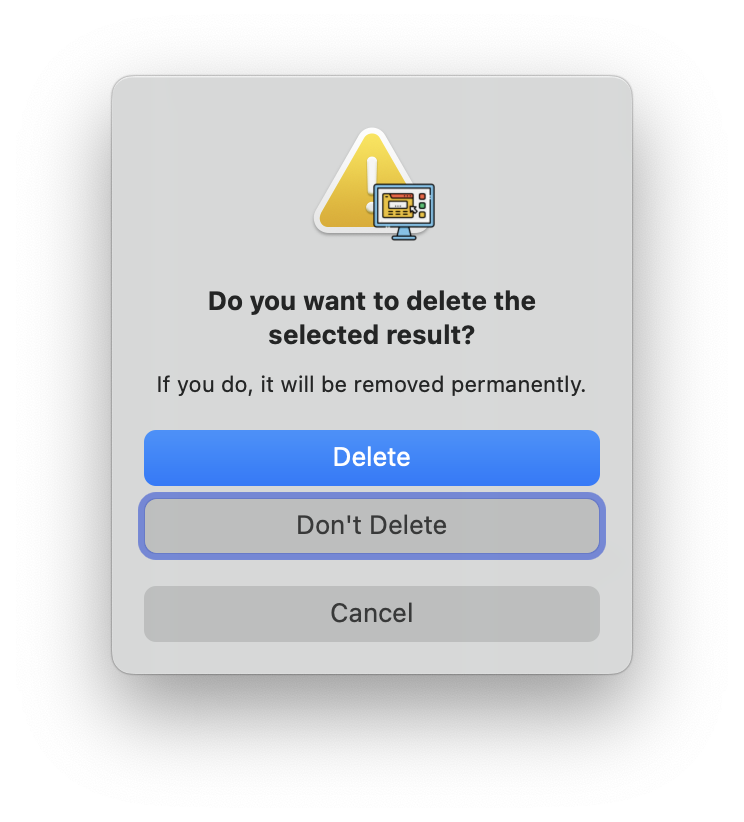 Do you want to delete the
selected result?
If you do, it will be removed permanently.
Delete
Don't Delete
Cancel